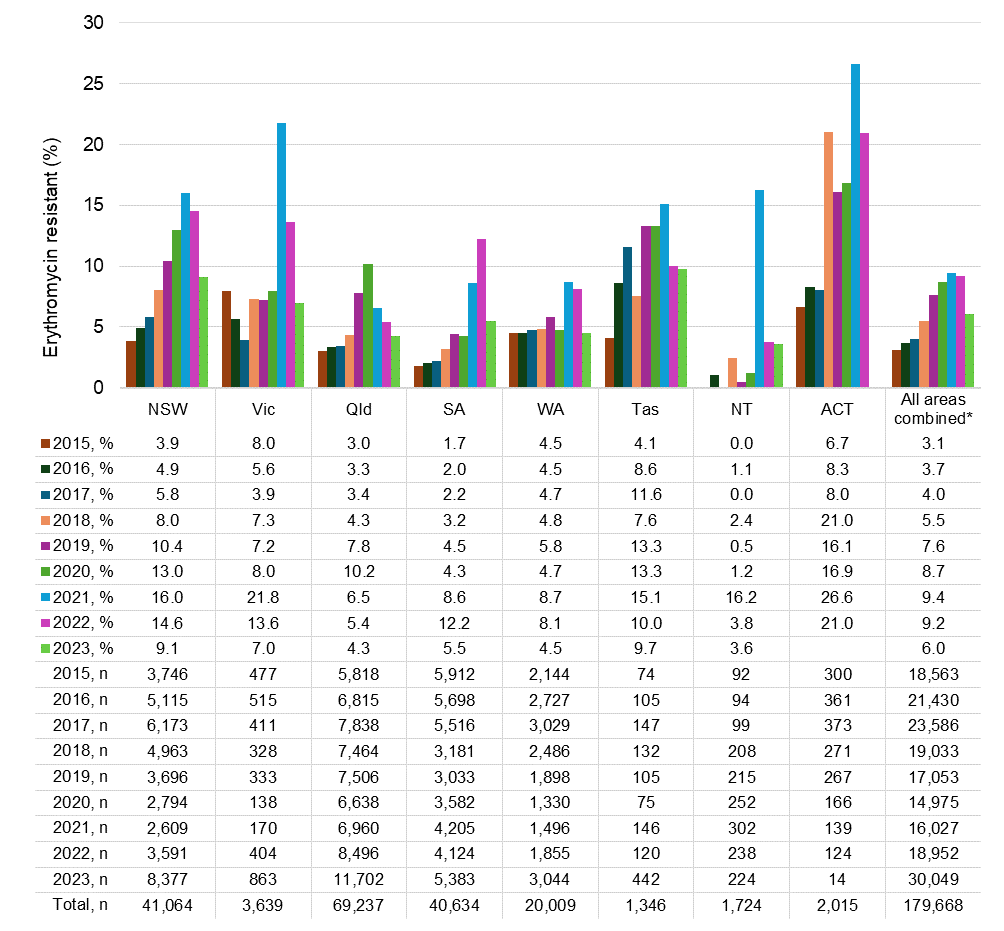 30
25
20
15
10
5
0
Erythromycin resistant (%)
NSW Vic Qld SA WA Tas NT ACT All areas combined*
2015, % 3.9 8.0 3.0 1.7 4.5 4.1 0.0 6.7 3.1
2016, % 4.9 5.6 3.3 2.0 4.5 8.6 1.1 8.3 3.7
2017, % 5.8 3.9 3.4 2.2 4.7 11.6 0.0 8.0 4.0
2018, % 8.0 7.3 4.3 3.2 4.8 7.6 2.4 21.0 5.5
2019, % 10.4 7.2 7.8 4.5 5.8 13.3 0.5 16.1 7.6
2020, % 13.0 8.0 10.2 4.3 4.7 13.3 1.2 16.9 8.7
2021, % 16.0 21.8 6.5 8.6 8.7 15.1 16.2 26.6 9.4
2022, % 14.6 13.6 5.4 12.2 8.1 10.0 3.8 21.0 9.2
2023, % 9.1 7.0 4.3 5.5 4.5 9.7 3.6 6.0
2015, n 3,746 477 5,818 5,912 2,144 74 92 300 18,563
2016, n 5,115 515 6,815 5,698 2,727 105 94 361 21,430
2017, n 6,173 411 7,838 5,516 3,029 147 99 373 23,586
2018, n 4,963 328 7,464 3,181 2,486 132 208 271 19,033
2019, n 3,696 333 7,506 3,033 1,898 105 215 267 17,053
2020, n 2,794 138 6,638 3,582 1,330 75 252 166 14,975
2021, n 2,609 170 6,960 4,205 1,496 146 302 139 16,027
2022, n 3,591 404 8,496 4,124 1,855 120 238 124 18,952
2023, n 8,377 863 11,702 5,383 3,044 442 224 14 30,049
Total, n 41,064 3,639 69,237 40,634 20,009 1,346 1,724 2,015 179,668